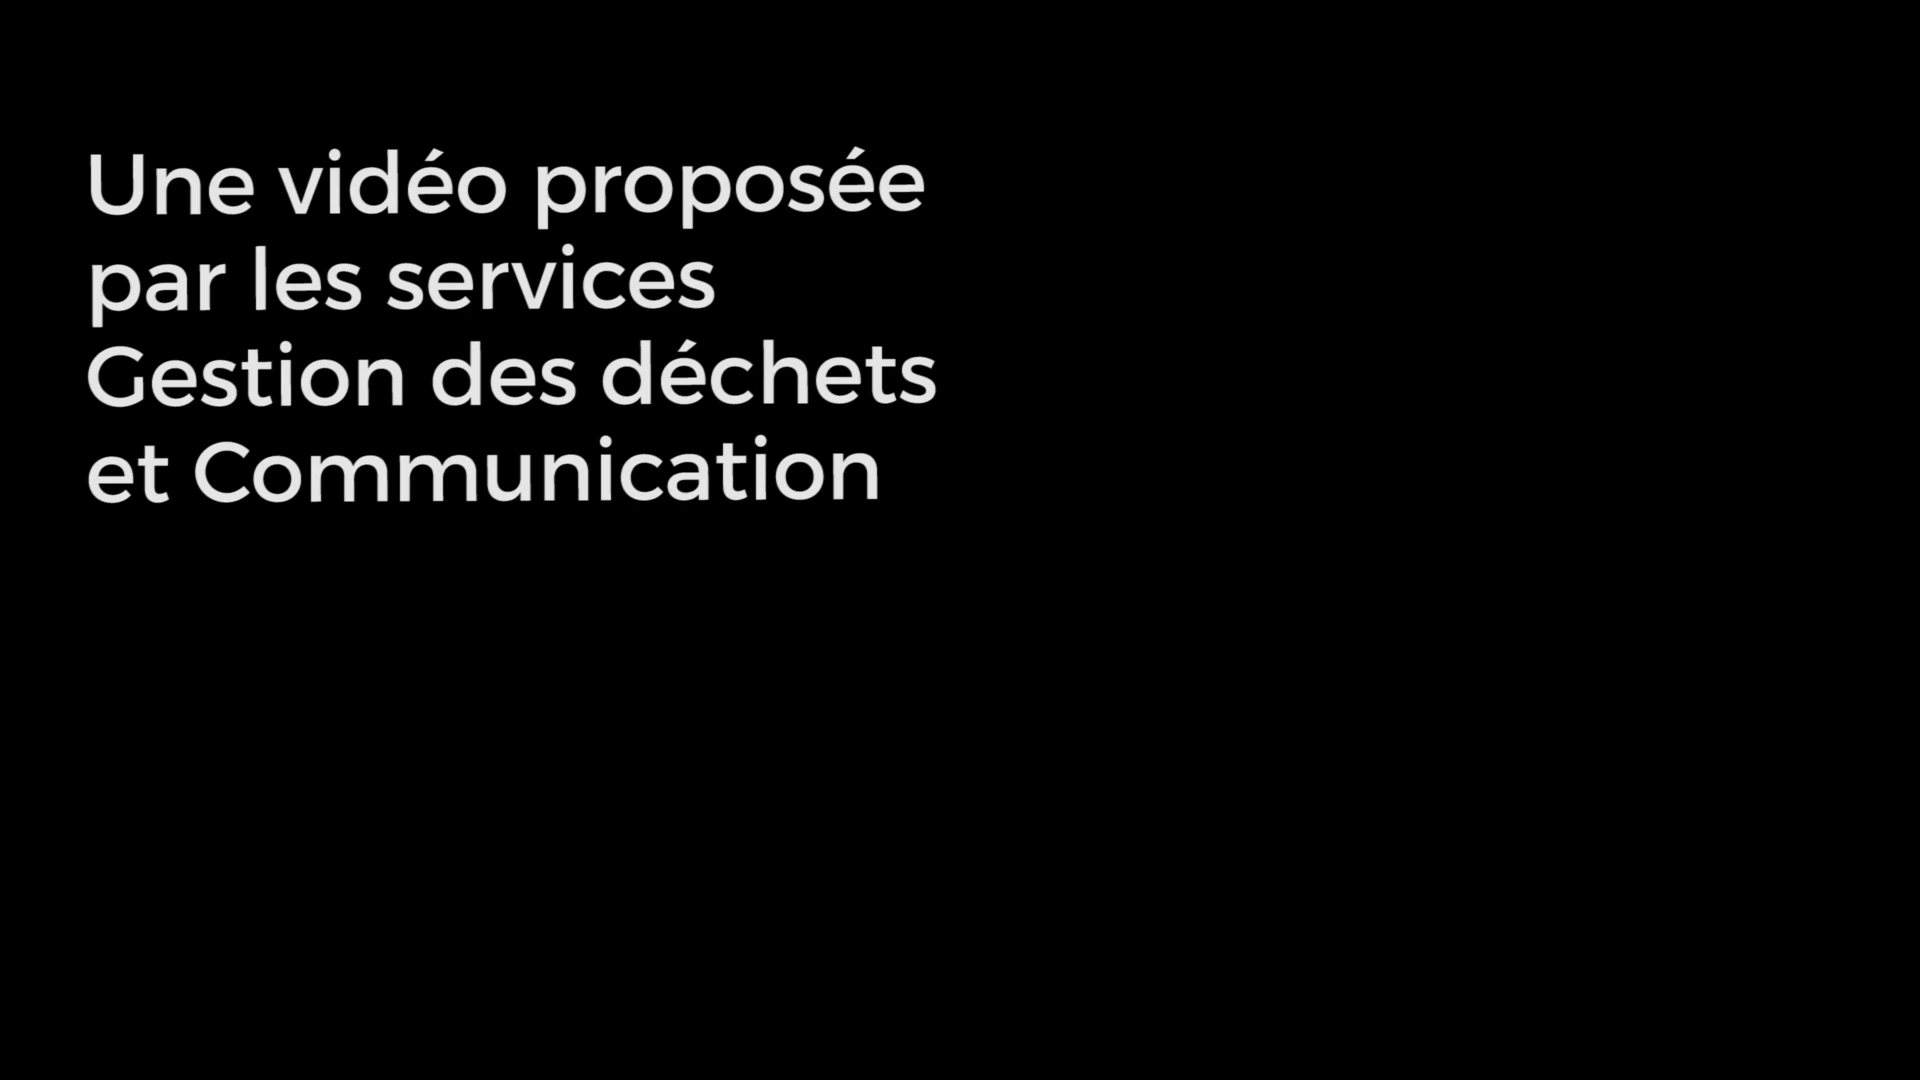 Une vidéo proposée
par les services
Gestion des déchets
et Communication